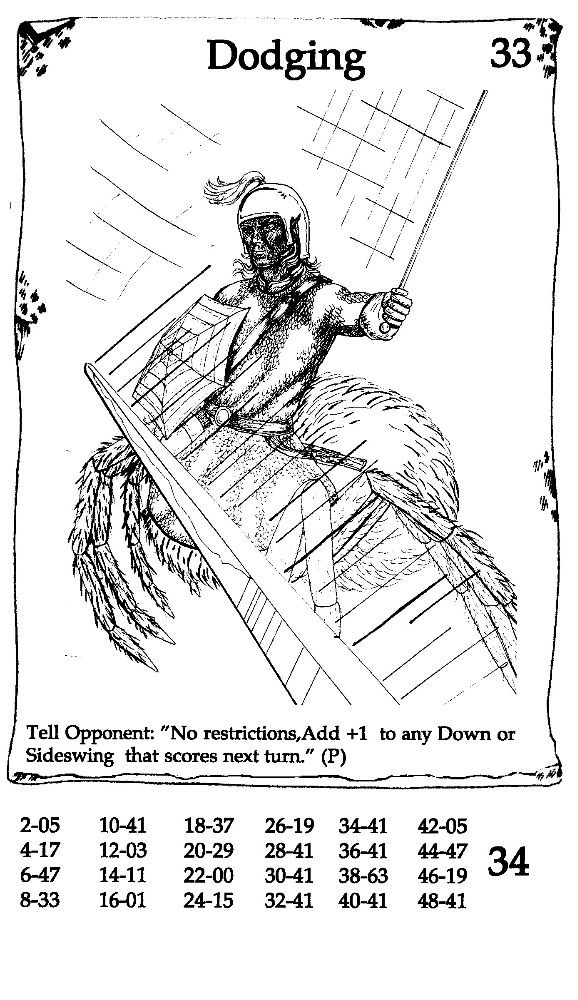 Dodging 33
Tell Opponent: "No restrictions,Add +1 to any Down or
Sideswing that scores next turn." (P)
2-05 10-41 18-37 26-19 34-41 42-05
4-17 12-03 20-29 28-41 36-41 44-47
6-47 14-11 22-00 30-41 38-63 46-19
8-33 16-01 24-15 32-41 40-41 48-41
34